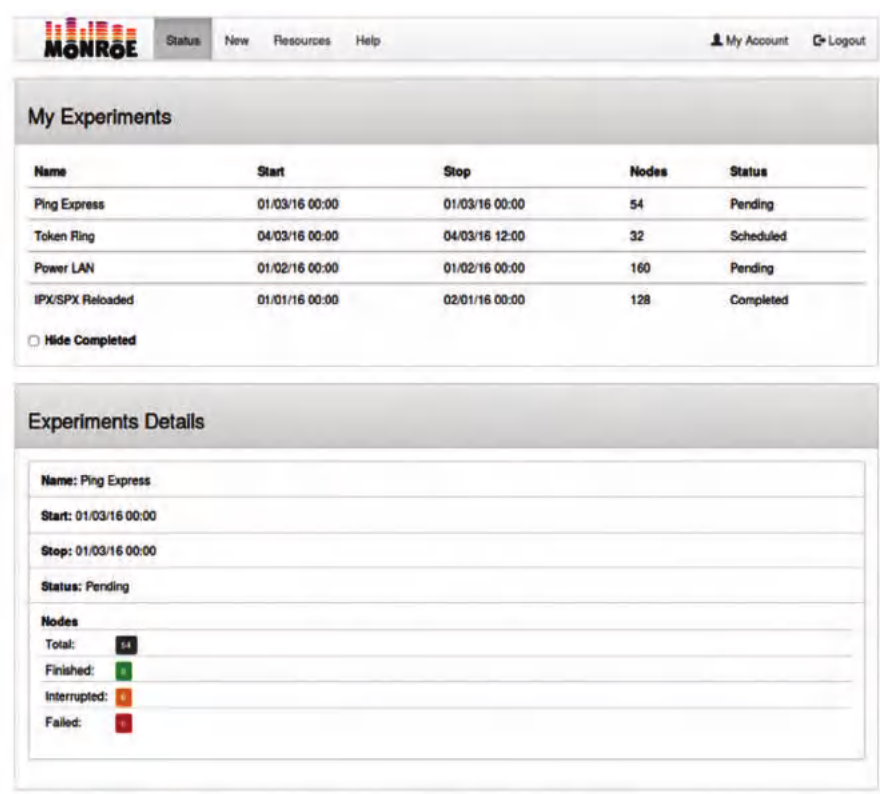 MONROE Status New Resources Help My Account Logout
My Experiments
Name Start Stop Nodes Status
Ping Express 01/03/16 00:00 01/03/16 00:00 54 Pending
Token Ring 04/03/16 00:00 04/03/16 12:00 32 Scheduled
Power LAN 01/02/16 00:00 01/02/16 00:00 160 Pending
IPX/SPX Reloaded 01/01/16 00:00 02/01/16 00:00 128 Completed
Hide Completed
Experiments Details
Name: Ping Express
Start: 01/03/16 00:00
Stop: 01/03/16 00:00
Status: Pending
Nodes
Total: 54
Finished:
Interrupted:
Failed: